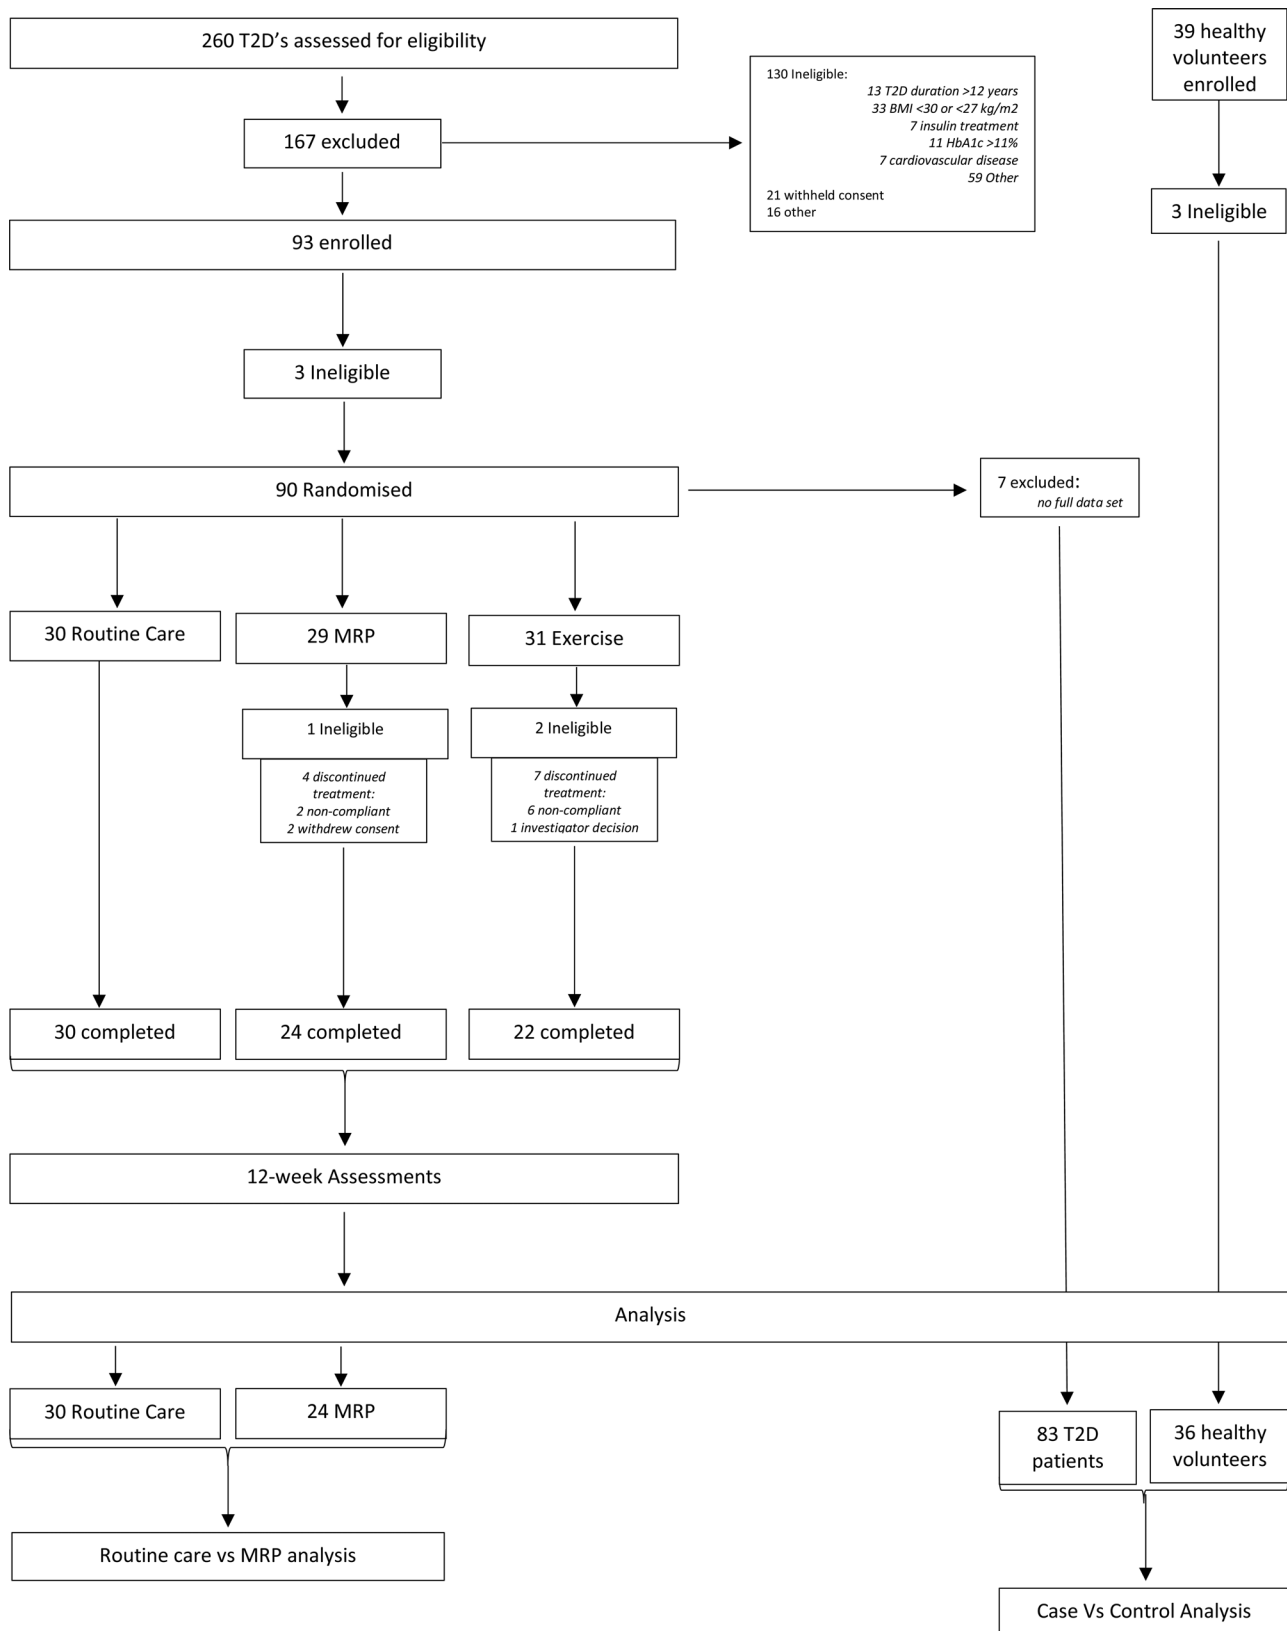 260 T2D’s assessed for eligibility
39 healthy
volunteers
enrolled
130 Ineligible:
13 T2D duration >12 years
33 BMI <30 or <27 kg/m2
7 insulin treatment
11 HbA1c >11%
7 cardiovascular disease
59 Other
21 withheld consent
16 other
167 excluded
3 Ineligible
93 enrolled
3 Ineligible
90 Randomised
7 excluded:
no full data set
30 Routine Care
29 MRP
31 Exercise
1 Ineligible
4 discontinued
treatment:
2 non-compliant
2 withdrew consent
2 Ineligible
7 discontinued
treatment:
6 non-compliant
1 investigator decision
30 completed
24 completed
22 completed
12-week Assessments
Analysis
30 Routine Care
24 MRP
83 T2D
patients
36 healthy
volunteers
Routine care vs MRP analysis
Case Vs Control Analysis